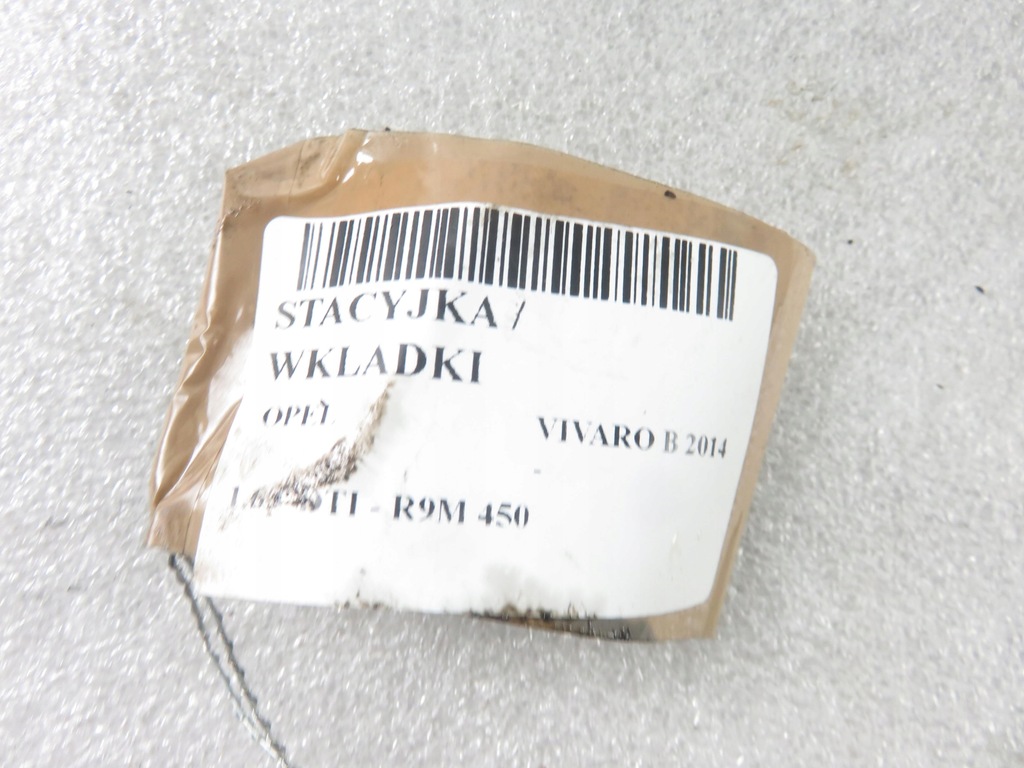 STACYJKA /
WKLADKI
OPEL VIVARO B 2014
- R9M 450